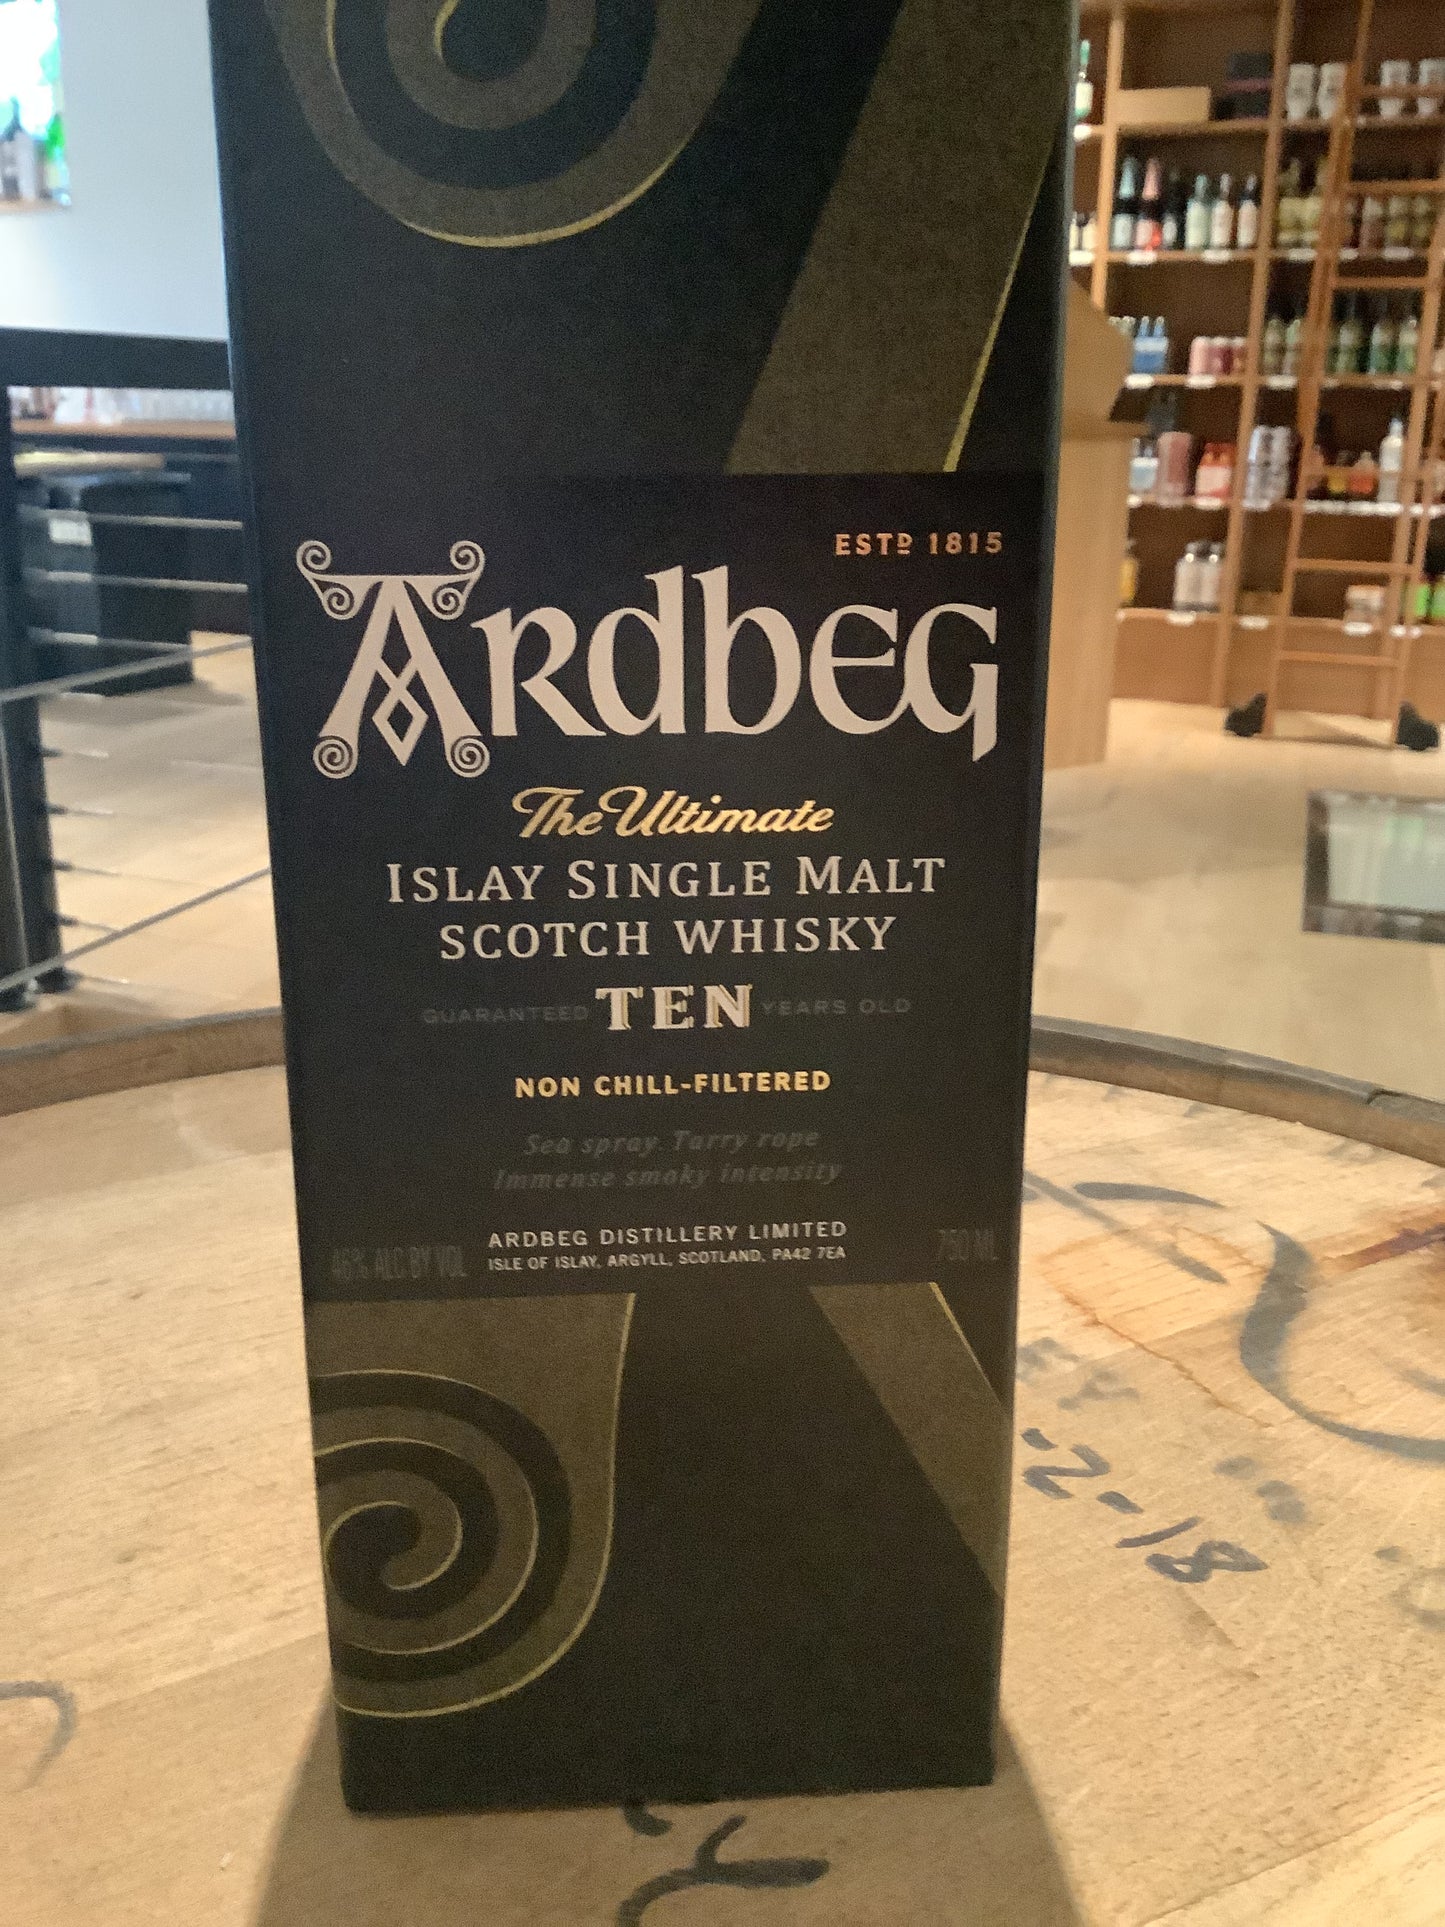 ESTD 1815
ARDBEG
The Ultimate
ISLAY SINGLE MALT
SCOTCH WHISKY
GUARANTEED TEN YEARS OLD
NON CHILL-FILTERED
Sea spray. Tarry rope
Immense smoky intensity
ARDBEG DISTILLERY LIMITED
46% ALC BY VOL ISLE OF ISLAY, ARGYLL, SCOTLAND, PA42 7EA 750 ML
-2-18